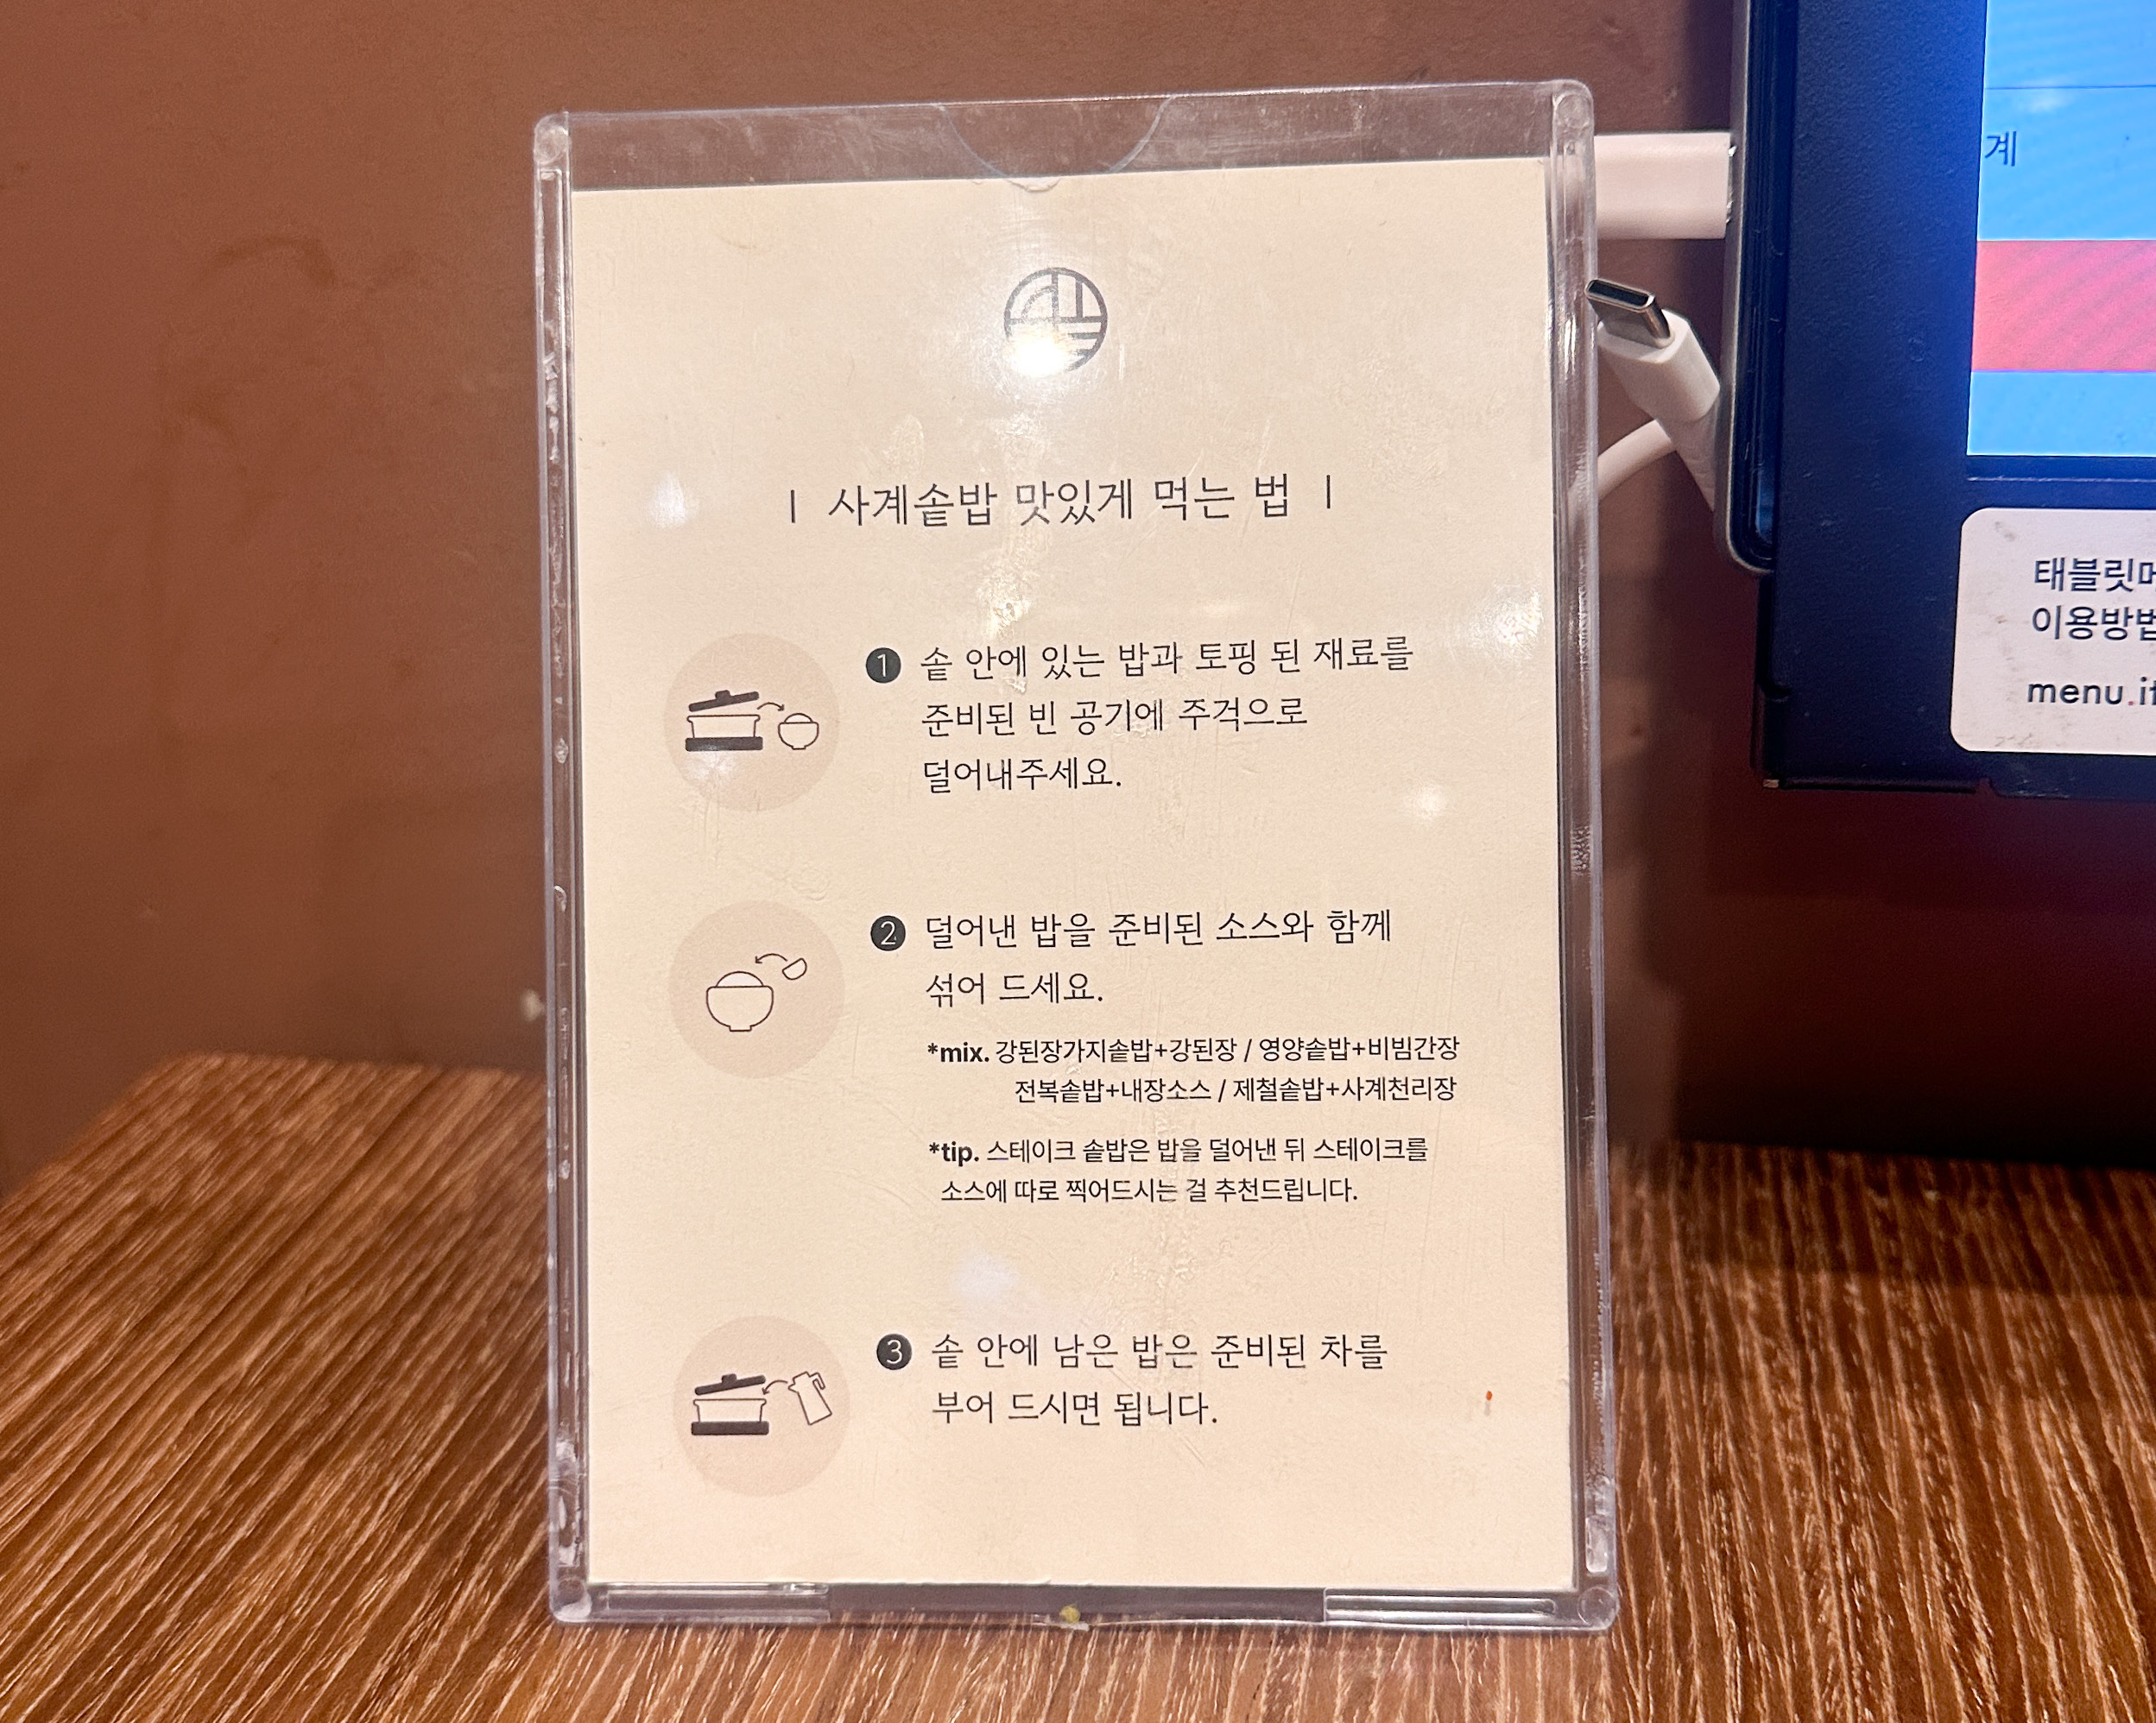 | 사계솥밥 맛있게 먹는 법 |
1 솥 안에 있는 밥과 토핑 된 재료를
준비된 빈 공기에 주걱으로
덜어내주세요.
2 덜어낸 밥을 준비된 소스와 함께
섞어 드세요.
*mix. 강된장가지솥밥+강된장 / 영양솥밥+비빔간장
전복솥밥+내장소스 / 제철솥밥+사계천리장
*tip. 스테이크 솥밥은 밥을 덜어낸 뒤 스테이크를
소스에 따로 찍어드시는 걸 추천드립니다.
3 솥 안에 남은 밥은 준비된 차를
부어 드시면 됩니다.
계
태블릿메
이용방법
menu.it